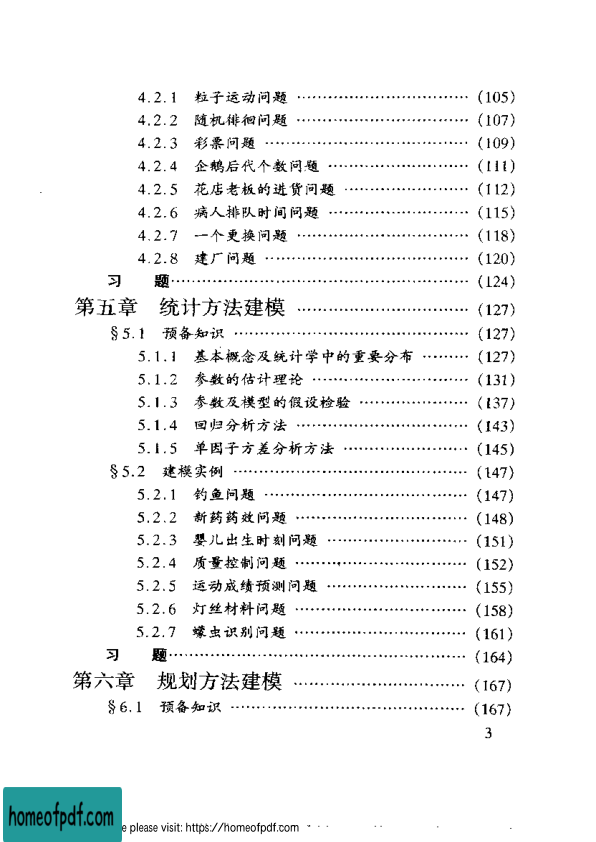 4.2.1 粒子运动问题 ………………………… (105)
4.2.2 随机徘徊问题 ………………………… (107)
4.2.3 彩票问题 ………………………… (109)
4.2.4 企鹅后代个数问题 ………………………… (111)
4.2.5 花店老板的进货问题 ………………………… (112)
4.2.6 病人排队时间问题 ………………………… (115)
4.2.7 一个更换问题 ………………………… (118)
4.2.8 建厂问题 ………………………… (120)
习 题………………………… (124)
第五章 统计方法建模 ………………………… (127)
§5.1 预备知识 ………………………… (127)
5.1.1 基本概念及统计学中的重要分布 ……… (127)
5.1.2 参数的估计理论 ………………………… (131)
5.1.3 参数及模型的假设检验 ………………………… (137)
5.1.4 回归分析方法 ………………………… (143)
5.1.5 单因子方差分析方法 ………………………… (145)
§5.2 建模实例 ………………………… (147)
5.2.1 钓鱼问题 ………………………… (147)
5.2.2 新药药效问题 ………………………… (148)
5.2.3 婴儿出生时刻问题 ………………………… (151)
5.2.4 质量控制问题 ………………………… (152)
5.2.5 运动成绩预测问题 ………………………… (155)
5.2.6 灯丝材料问题 ………………………… (158)
5.2.7 蠓虫识别问题 ………………………… (161)
习 题………………………… (164)
第六章 规划方法建模 ………………………… (167)
§6.1 预备知识 ………………………… (167)
3
homeofpdf.com
please visit: https://homeofpdf.com